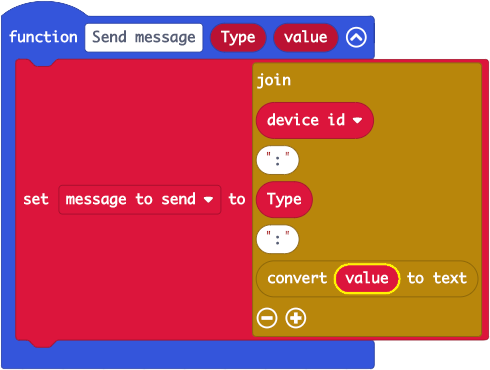 function Send message Type value
join
device id
":"
set message to send to Type
":"
convert value to text